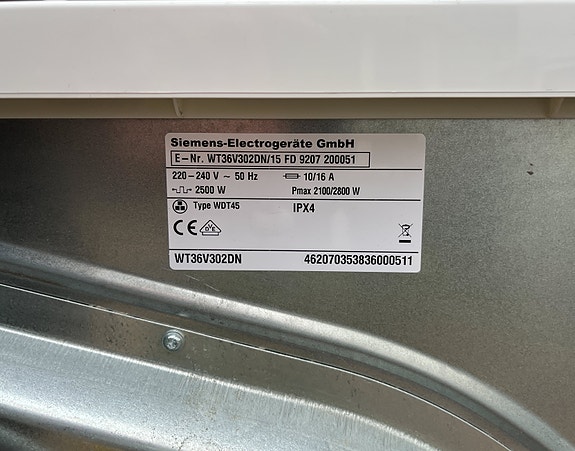 Siemens-Electrogeräte GmbH
E-Nr. WT36V302DN/15 FD 9207 200051
220-240 V ~ 50 Hz 10/16 A
2500 W Pmax 2100/2800 W
Type WDT45 IPX4
CE DVE
WT36V302DN 462070353836000511